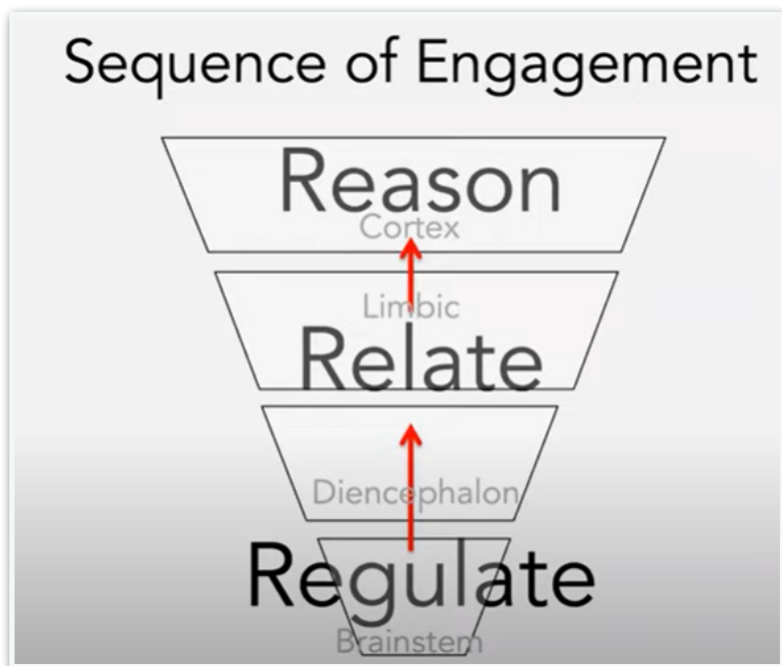 Sequence of Engagement
Reason
Cortex
Limbic
Relate
Diencephalon
Regulate
Brainstem